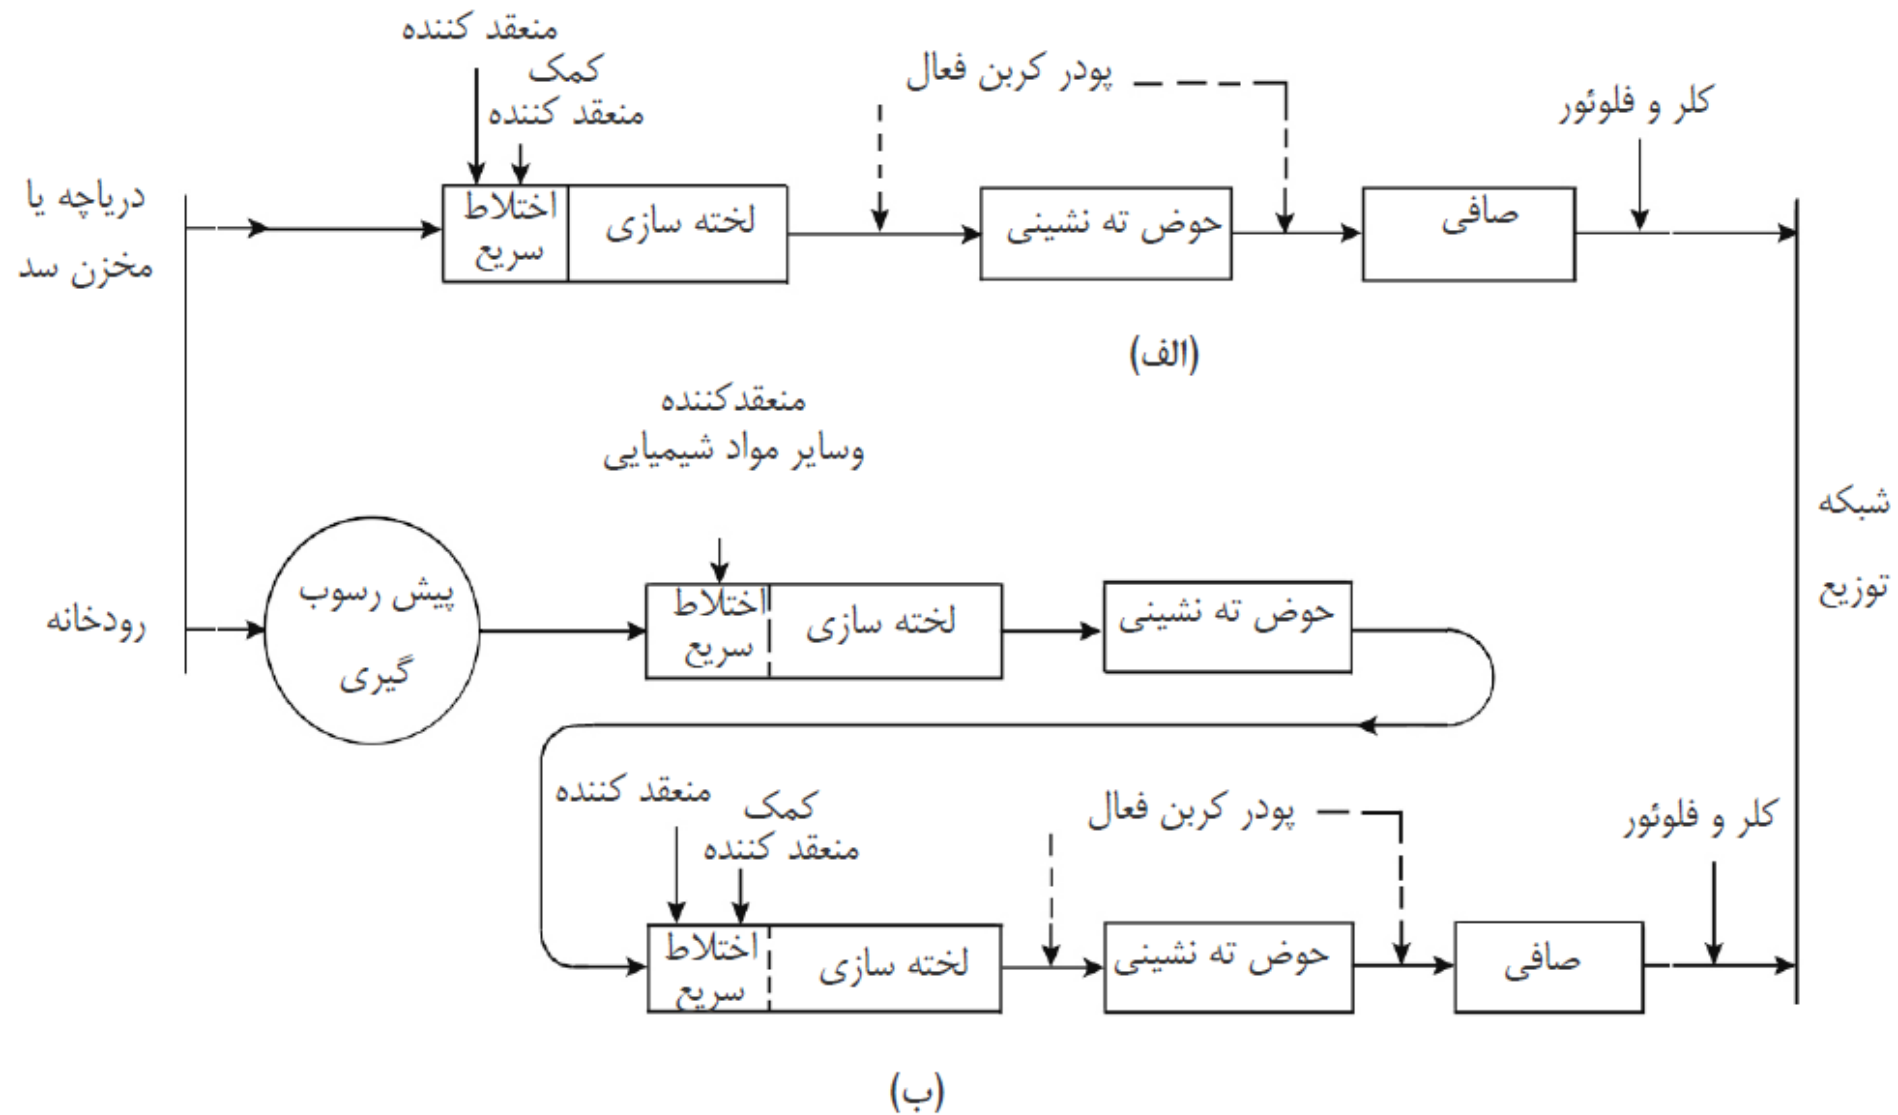 منعقد کننده
کمک
منعقد کننده
پودر کربن فعال
کلر و فلوئور
دریاچه یا
مخزن سد
اختلاط
سریع
لخته سازی
حوض ته نشینی
صافی
(الف)
منعقدکننده
وسایر مواد شیمیایی
شبکه
توزیع
رودخانه
پیش رسوب
گیری
اختلاط
سریع
لخته سازی
حوض ته نشینی
منعقد کننده
کمک
منعقد کننده
پودر کربن فعال
کلر و فلوئور
اختلاط
سریع
لخته سازی
حوض ته نشینی
صافی
(ب)